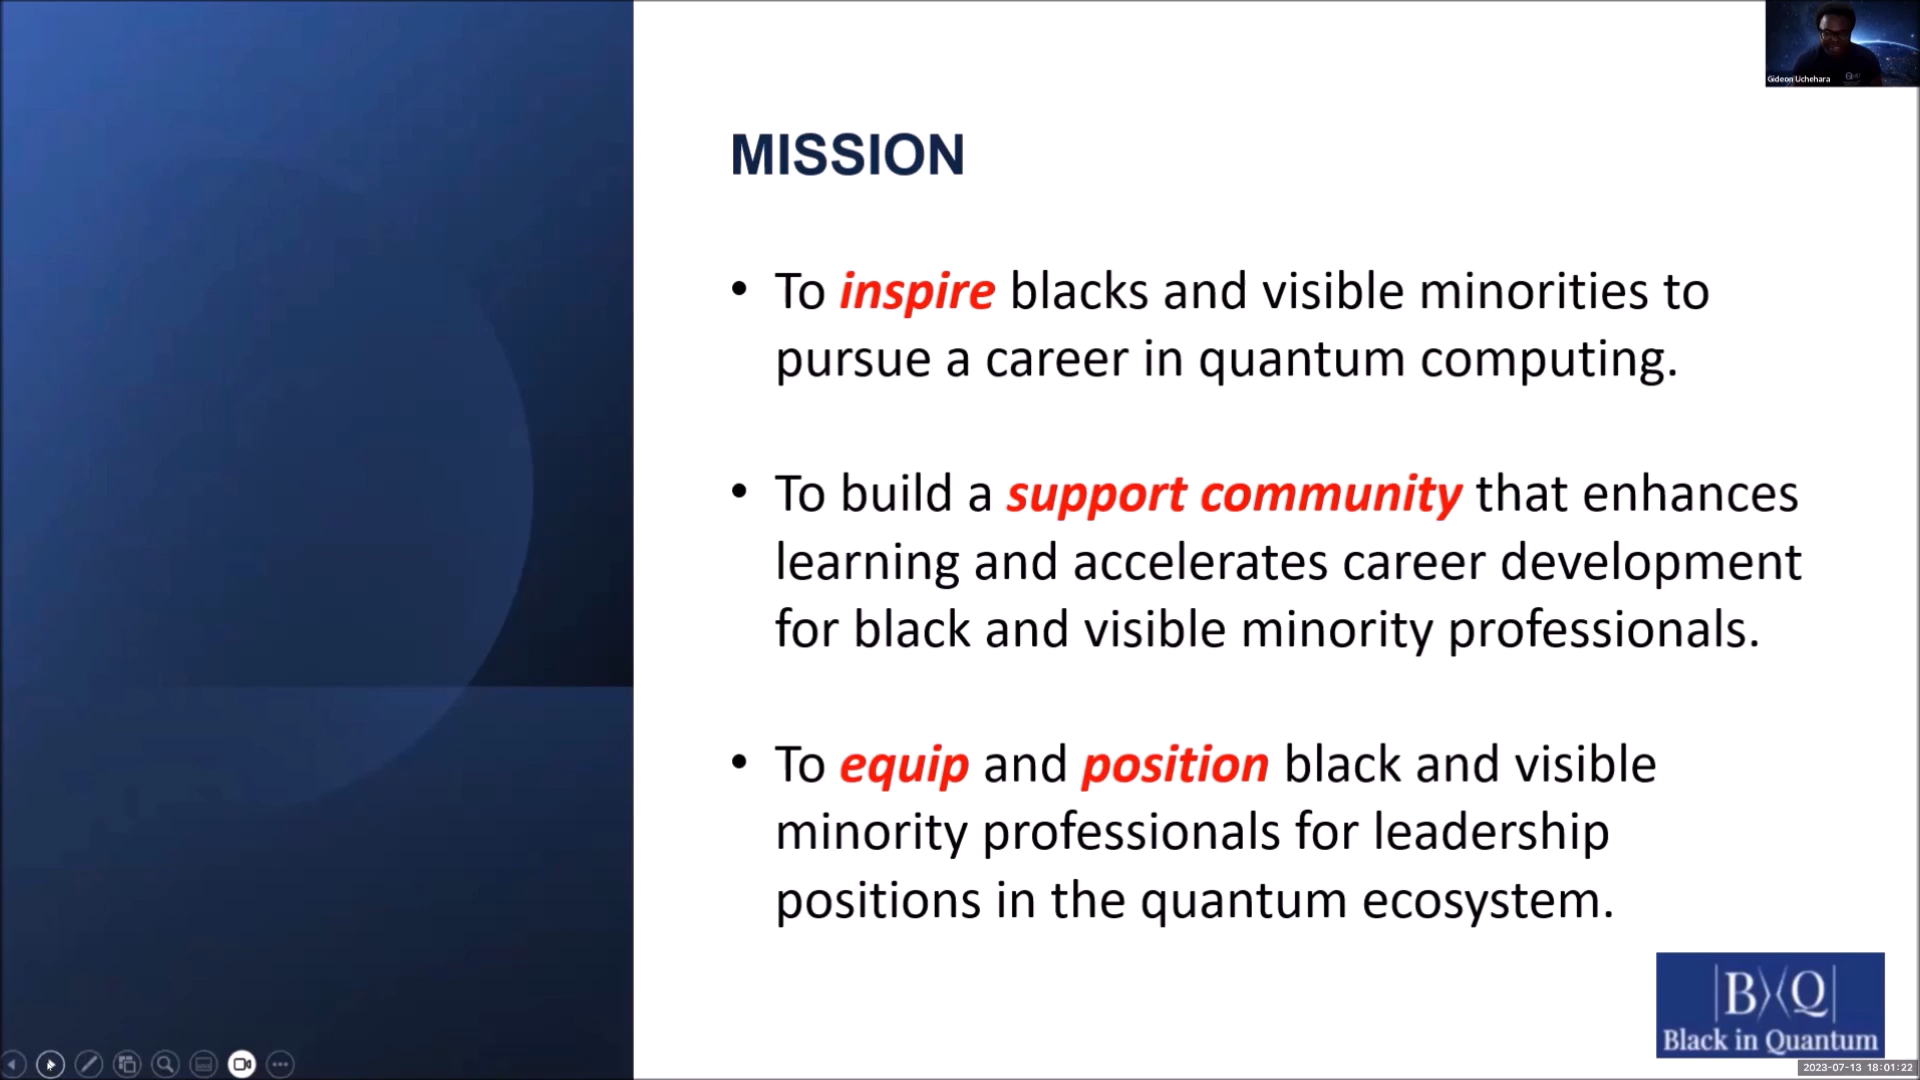 Gideon Uchehara
MISSION
• To inspire blacks and visible minorities to
pursue a career in quantum computing.
• To build a support community that enhances
learning and accelerates career development
for black and visible minority professionals.
• To equip and position black and visible
minority professionals for leadership
positions in the quantum ecosystem.
|B⟩⟨Q|
Black in Quantum
2023-07-13 18:01:22